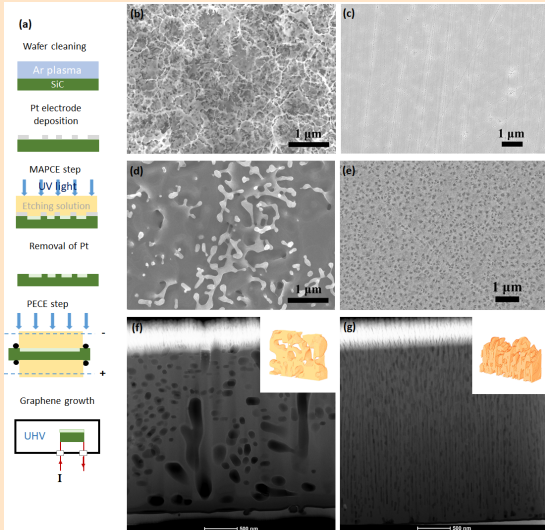 (a)
Wafer cleaning
Ar plasma
SiC
Pt electrode
deposition
MAPCE step
UV light
Etching solution
Removal of Pt
PECE step
-
+
Graphene growth
UHV
I
(b)
1 µm
(c)
1 µm
(d)
1 µm
(e)
1 µm
(f)
500 nm
(g)
500 nm